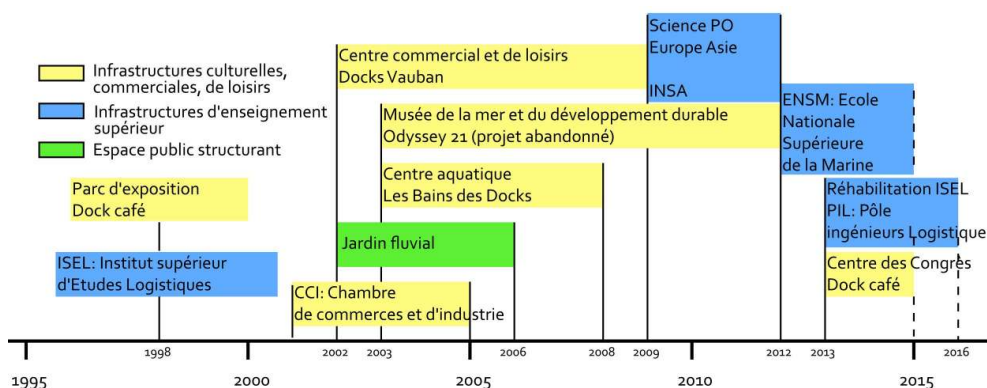 Infrastructures culturelles,
commerciales, de loisirs
Infrastructures d'enseignement
supérieur
Espace public structurant
Centre commercial et de loisirs
Docks Vauban
Science PO
Europe Asie
INSA
Musée de la mer et du développement durable
Odyssey 21 (projet abandonné)
ENSM: Ecole
Nationale
Supérieure
de la Marine
Parc d'exposition
Dock café
Centre aquatique
Les Bains des Docks
Réhabilitation ISEL
PIL: Pôle
ingénieurs Logistique
Jardin fluvial
ISEL: Institut supérieur
d'Etudes Logistiques
CCI: Chambre
de commerces et d'industrie
Centre des Congrès
Dock café
1998 2002 2003 2006 2008 2009 2012 2013 2016
1995 2000 2005 2010 2015